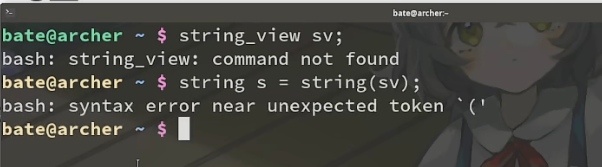 bate@archer:~
bate@archer ~ $ string_view sv;
bash: string_view: command not found
bate@archer ~ $ string s = string(sv);
bash: syntax error near unexpected token `('
bate@archer ~ $